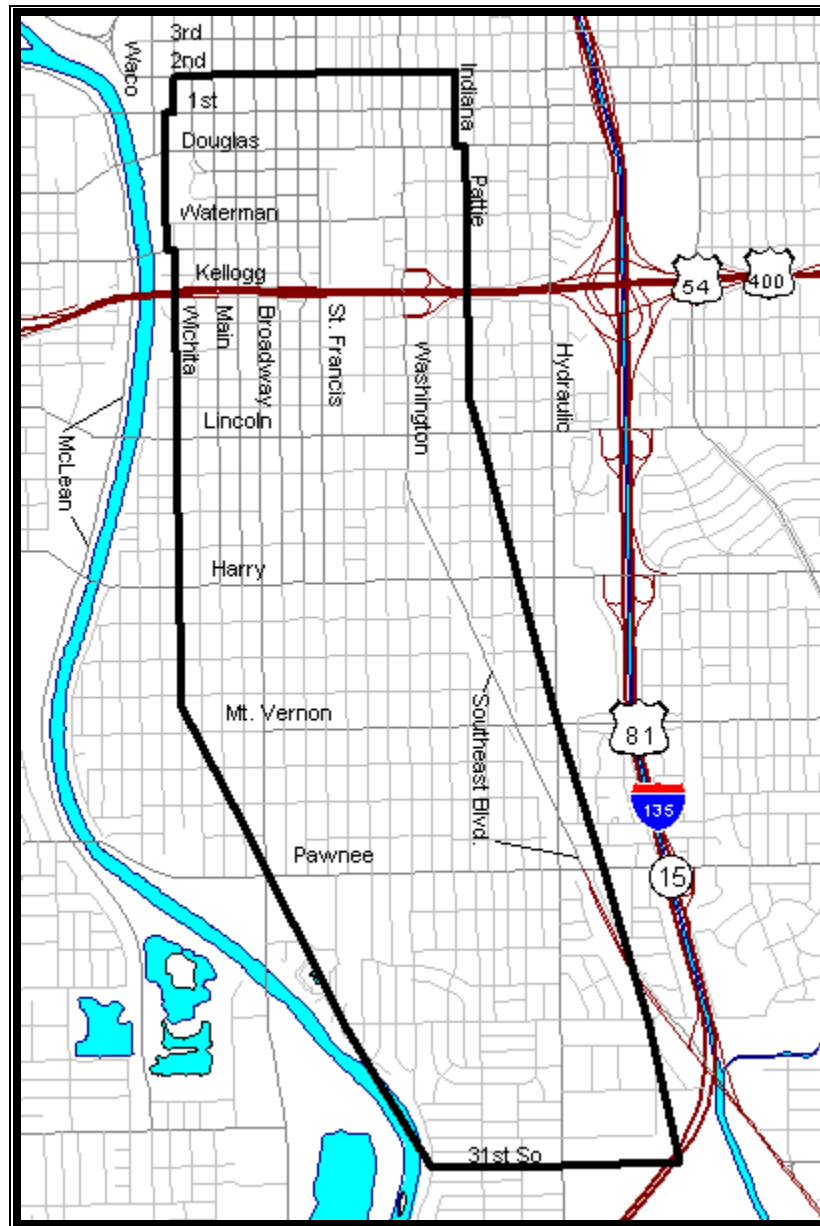 3rd
Waco
2nd
Indiana
1st
Douglas
Pattie
Waterman
Kellogg
54
400
Wichita
Main
Broadway
St. Francis
Washington
Hydraulic
Lincoln
McLean
Harry
Mt. Vernon
Southeast Blvd.
81
135
Pawnee
15
31st So